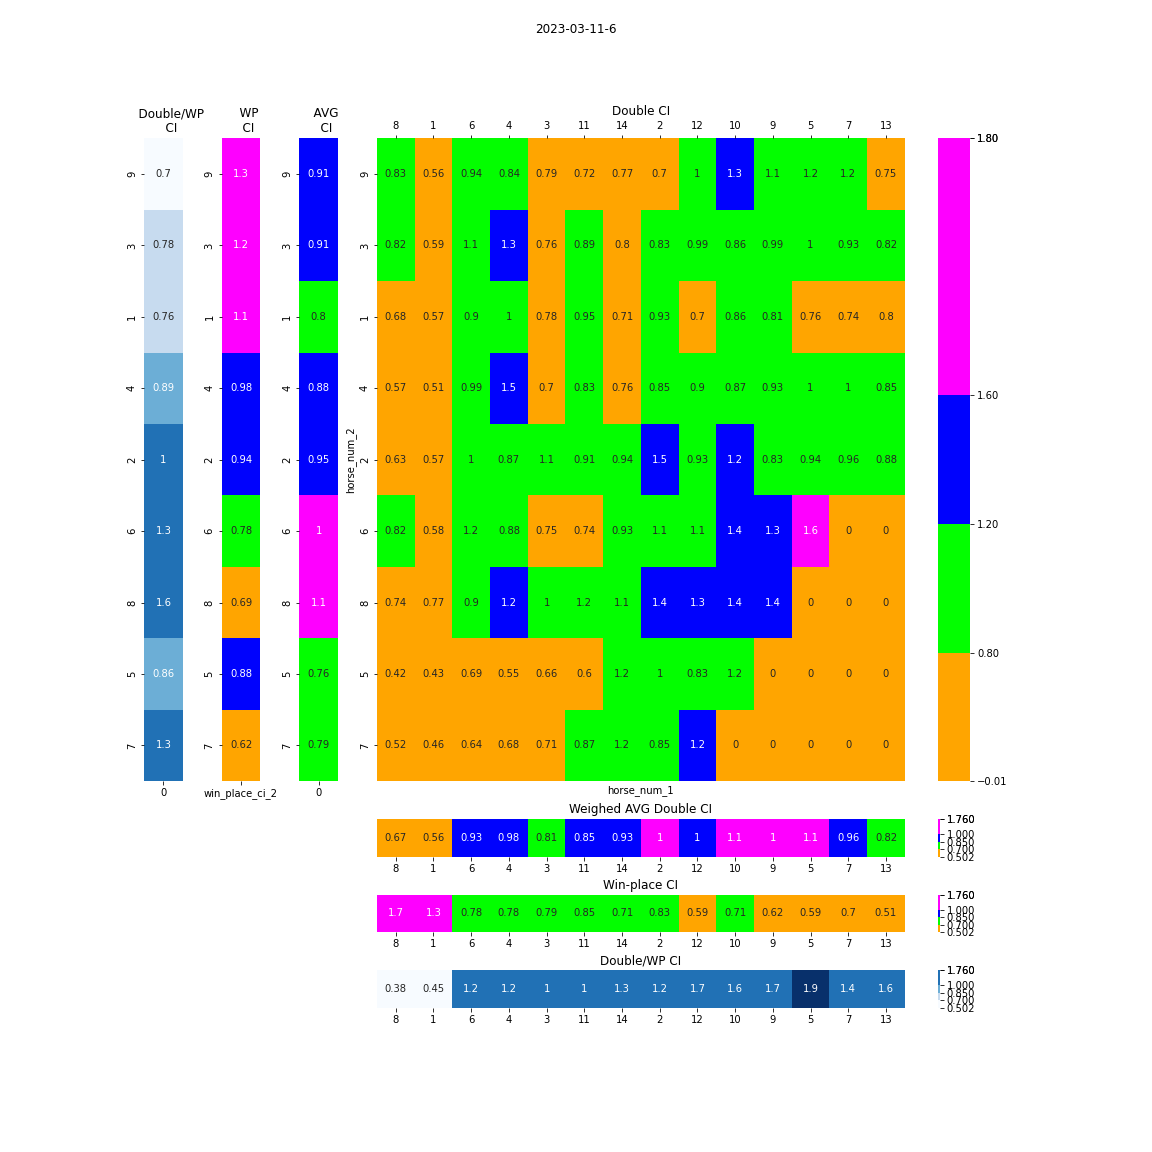 2023-03-11-6
Double/WP CI
WP CI
AVG CI
Double CI
8 1 6 4 3 11 14 2 12 10 9 5 7 13
9 0.7 9 1.3 9 0.91 9 0.83 0.56 0.94 0.84 0.79 0.72 0.77 0.7 1 1.3 1.1 1.2 1.2 0.75
3 0.78 3 1.2 3 0.91 3 0.82 0.59 1.1 1.3 0.76 0.89 0.8 0.83 0.99 0.86 0.99 1 0.93 0.82
1 0.76 1 1.1 1 0.8 1 0.68 0.57 0.9 1 0.78 0.95 0.71 0.93 0.7 0.86 0.81 0.76 0.74 0.8
4 0.89 4 0.98 4 0.88 4 0.57 0.51 0.99 1.5 0.7 0.83 0.76 0.85 0.9 0.87 0.93 1 1 0.85
2 1 2 0.94 2 0.95 2 0.63 0.57 1 0.87 1.1 0.91 0.94 1.5 0.93 1.2 0.83 0.94 0.96 0.88
6 1.3 6 0.78 6 1 6 0.82 0.58 1.2 0.88 0.75 0.74 0.93 1.1 1.1 1.4 1.3 1.6 0 0
8 1.6 8 0.69 8 1.1 8 0.74 0.77 0.9 1.2 1 1.2 1.1 1.4 1.3 1.4 1.4 0 0 0
5 0.86 5 0.88 5 0.76 5 0.42 0.43 0.69 0.55 0.66 0.6 1.2 1 0.83 1.2 0 0 0 0
7 1.3 7 0.62 7 0.79 7 0.52 0.46 0.64 0.68 0.71 0.87 1.2 0.85 1.2 0 0 0 0 0
horse_num_2
0 win_place_ci_2 0 horse_num_1
1.80
1.60
1.20
0.80
−0.01
Weighed AVG Double CI
0.67 0.56 0.93 0.98 0.81 0.85 0.93 1 1 1.1 1 1.1 0.96 0.82
8 1 6 4 3 11 14 2 12 10 9 5 7 13
1.760
1.000
0.850
0.700
0.502
Win-place CI
1.7 1.3 0.78 0.78 0.79 0.85 0.71 0.83 0.59 0.71 0.62 0.59 0.7 0.51
8 1 6 4 3 11 14 2 12 10 9 5 7 13
1.760
1.000
0.850
0.700
0.502
Double/WP CI
0.38 0.45 1.2 1.2 1 1 1.3 1.2 1.7 1.6 1.7 1.9 1.4 1.6
8 1 6 4 3 11 14 2 12 10 9 5 7 13
1.760
1.000
0.850
0.700
0.502